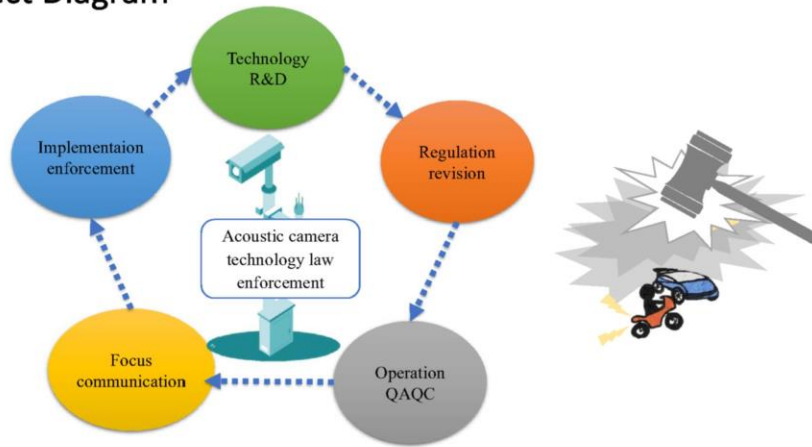 Technology
R&D
Implementaion
enforcement
Regulation
revision
Acoustic camera
technology law
enforcement
Focus
communication
Operation
QAQC